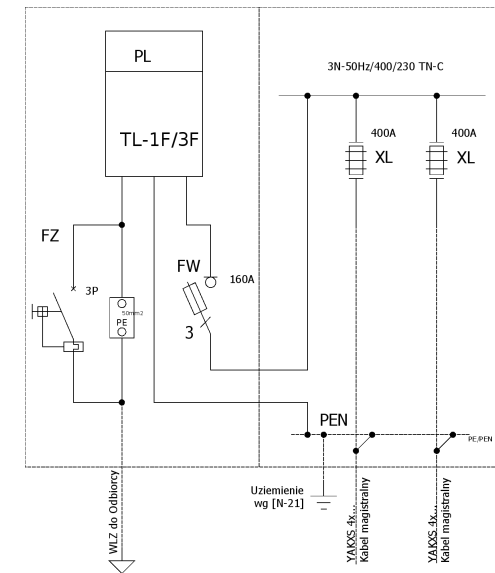 PL
TL-1F/3F
3N-50Hz/400/230 TN-C
400A
XL
400A
XL
FZ
3P
50mm2
PE
FW
160A
3
PEN
PE/PEN
WLZ do Odbiorcy
Uziemienie
wg [N-21]
YAKXS 4x...
Kabel magistralny
YAKXS 4x...
Kabel magistralny